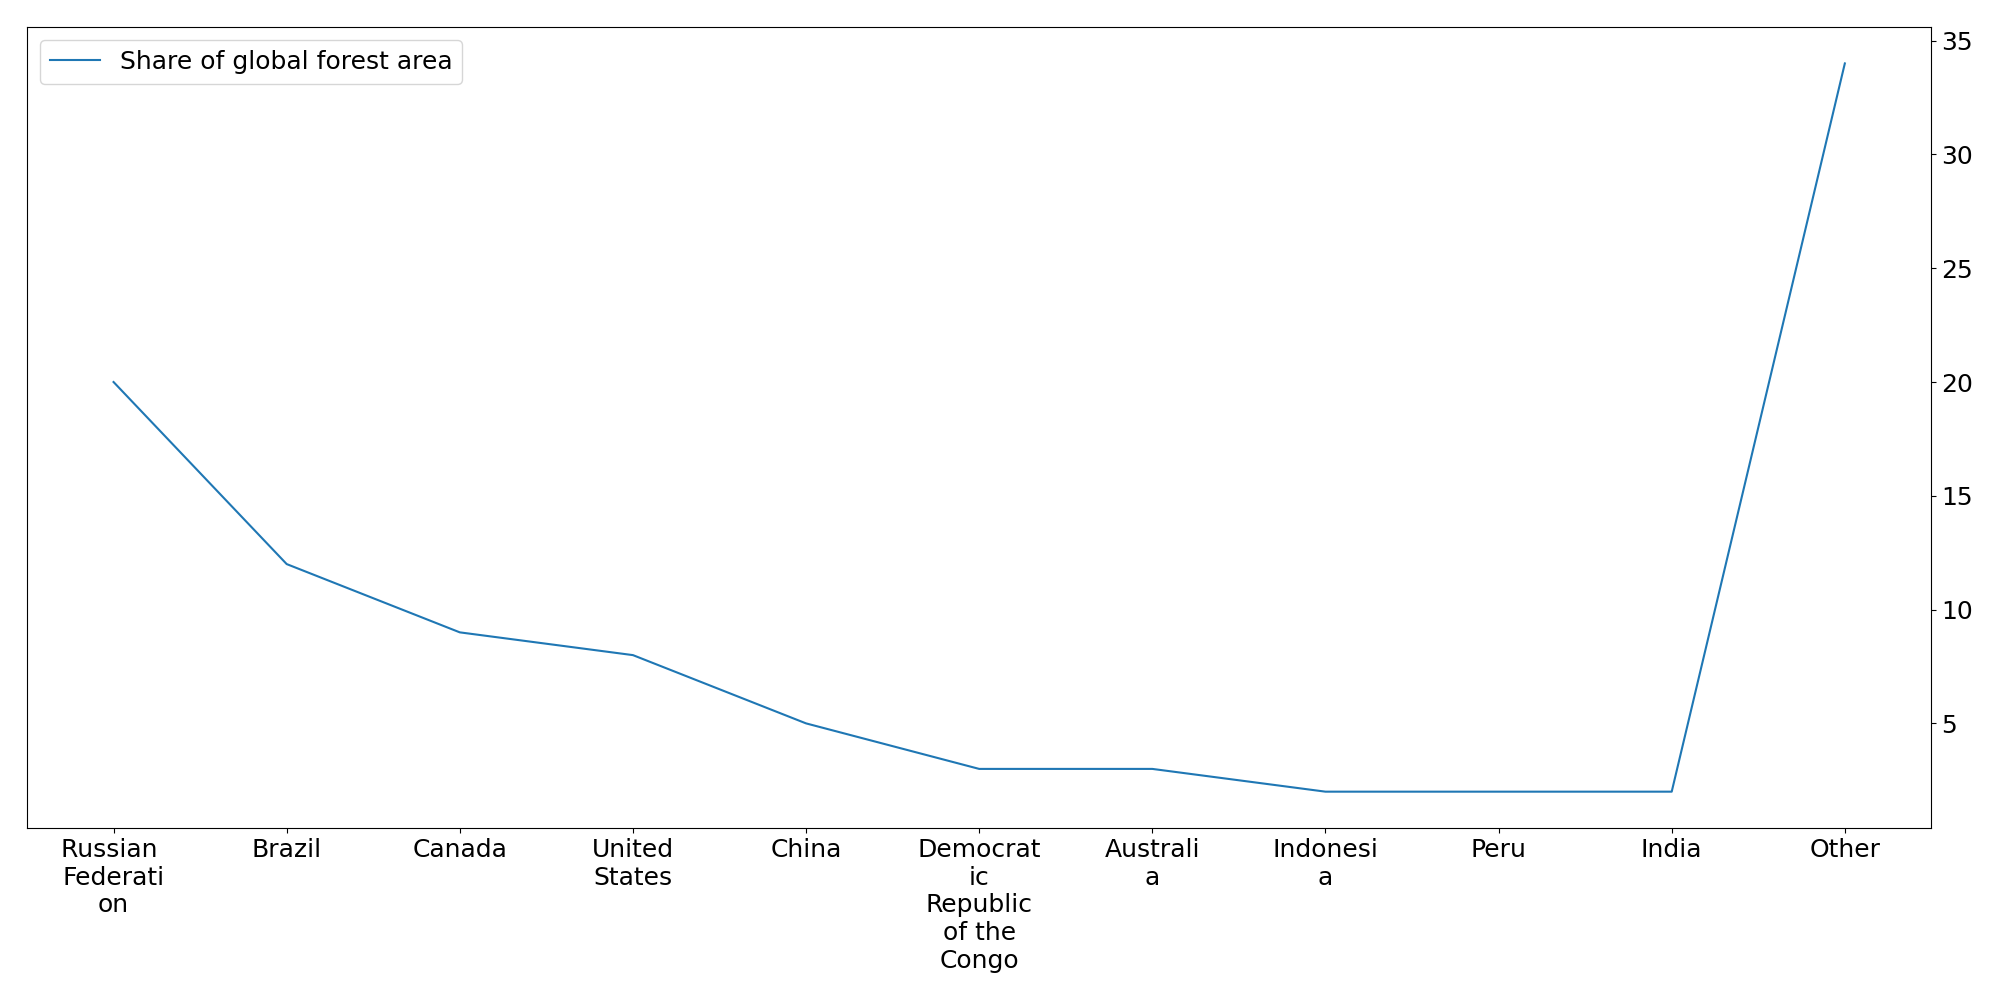 Share of global forest area
35
30
25
20
15
10
5
Russian
Federati
on
Brazil
Canada
United
States
China
Democrat
ic
Republic
of the
Congo
Australi
a
Indonesi
a
Peru
India
Other